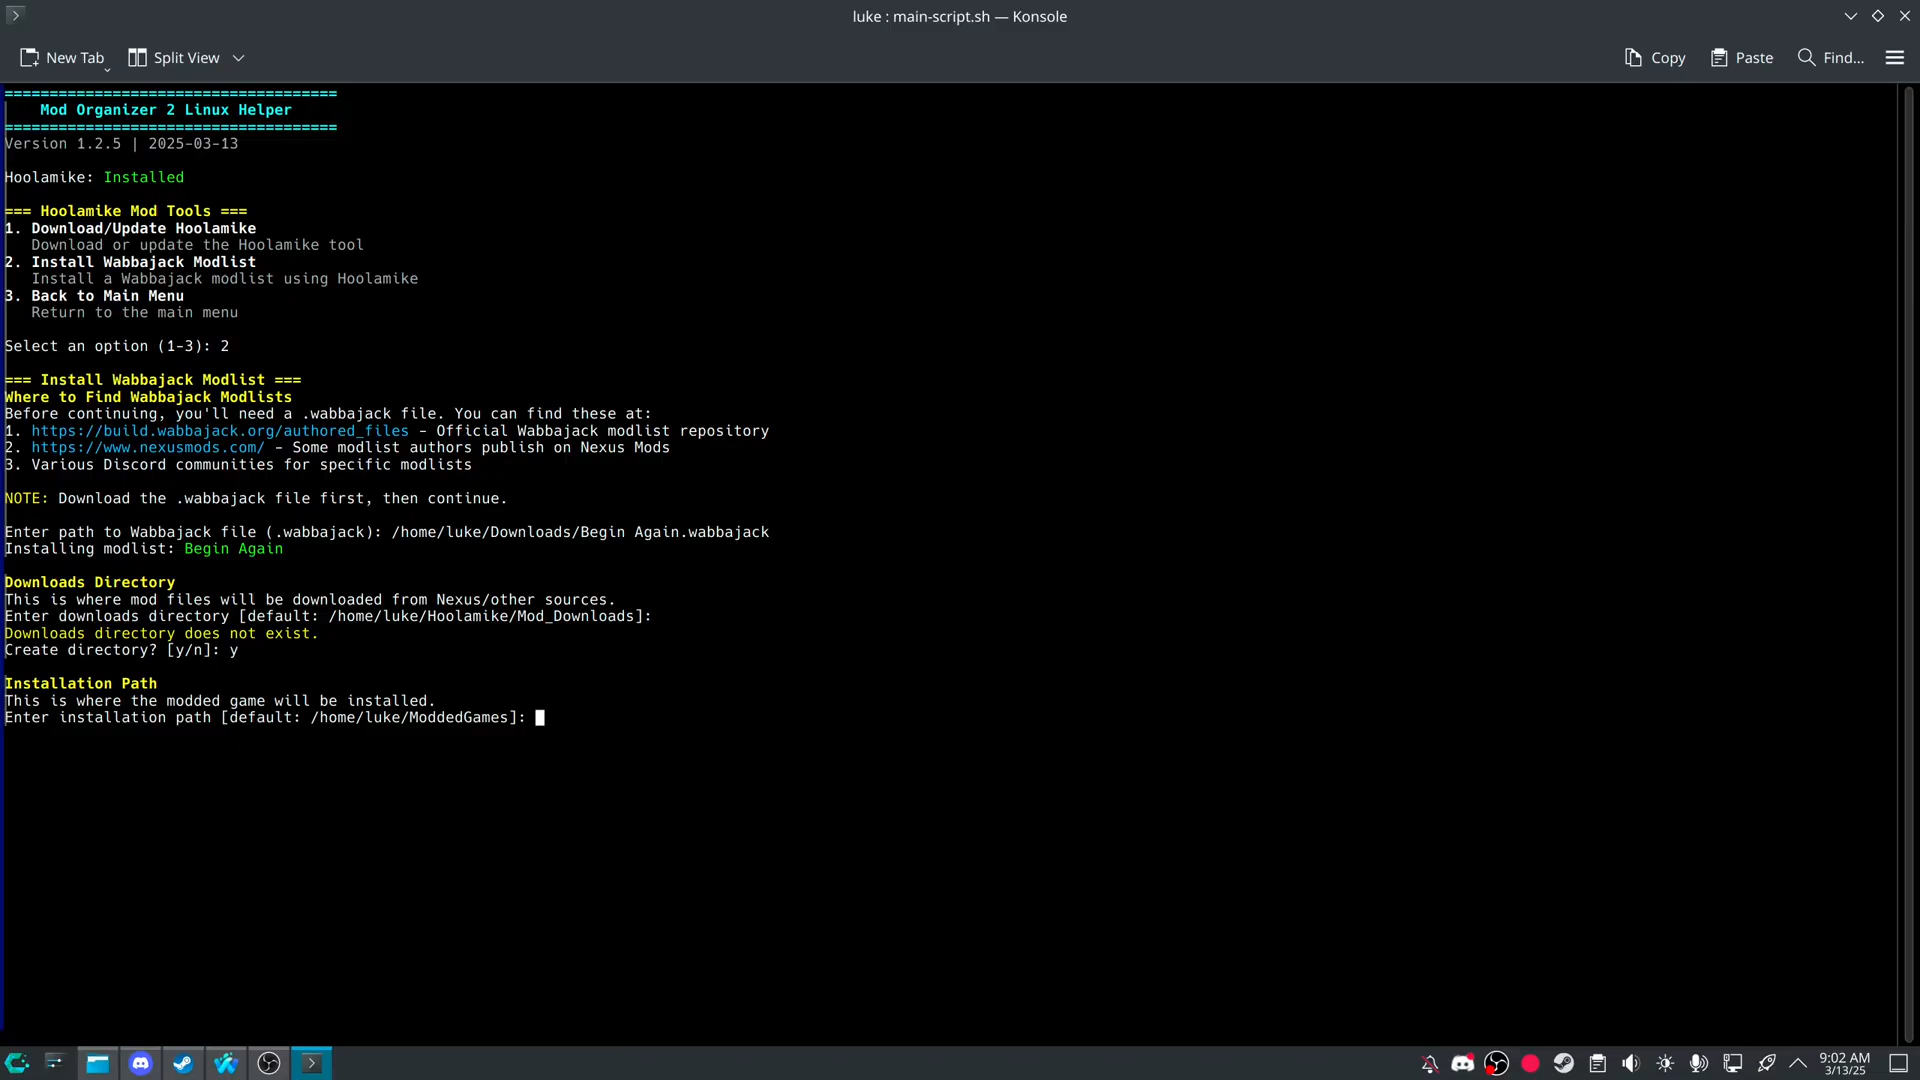 luke : main-script.sh — Konsole
New Tab
Split View
Copy
Paste
Find...
=====================================
Mod Organizer 2 Linux Helper
=====================================
Version 1.2.5 | 2025-03-13
Hoolamike: Installed
=== Hoolamike Mod Tools ===
1. Download/Update Hoolamike
Download or update the Hoolamike tool
2. Install Wabbajack Modlist
Install a Wabbajack modlist using Hoolamike
3. Back to Main Menu
Return to the main menu
Select an option (1-3): 2
=== Install Wabbajack Modlist ===
Where to Find Wabbajack Modlists
Before continuing, you'll need a .wabbajack file. You can find these at:
1. https://build.wabbajack.org/authored_files - Official Wabbajack modlist repository
2. https://www.nexusmods.com/ - Some modlist authors publish on Nexus Mods
3. Various Discord communities for specific modlists
NOTE: Download the .wabbajack file first, then continue.
Enter path to Wabbajack file (.wabbajack): /home/luke/Downloads/Begin Again.wabbajack
Installing modlist: Begin Again
Downloads Directory
This is where mod files will be downloaded from Nexus/other sources.
Enter downloads directory [default: /home/luke/Hoolamike/Mod_Downloads]:
Downloads directory does not exist.
Create directory? [y/n]: y
Installation Path
This is where the modded game will be installed.
Enter installation path [default: /home/luke/ModdedGames]:
9:02 AM
3/13/25